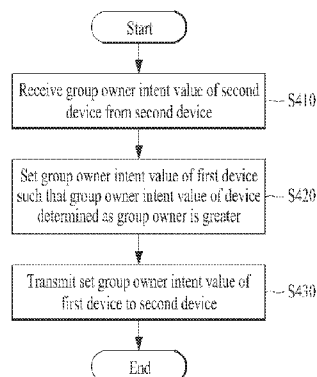 Start
Receive group owner intent value of second
device from second device
S410
Set group owner intent value of first device
such that group owner intent value of device
determined as group owner is greater
S420
Transmit set group owner intent value of
first device to second device
S430
End